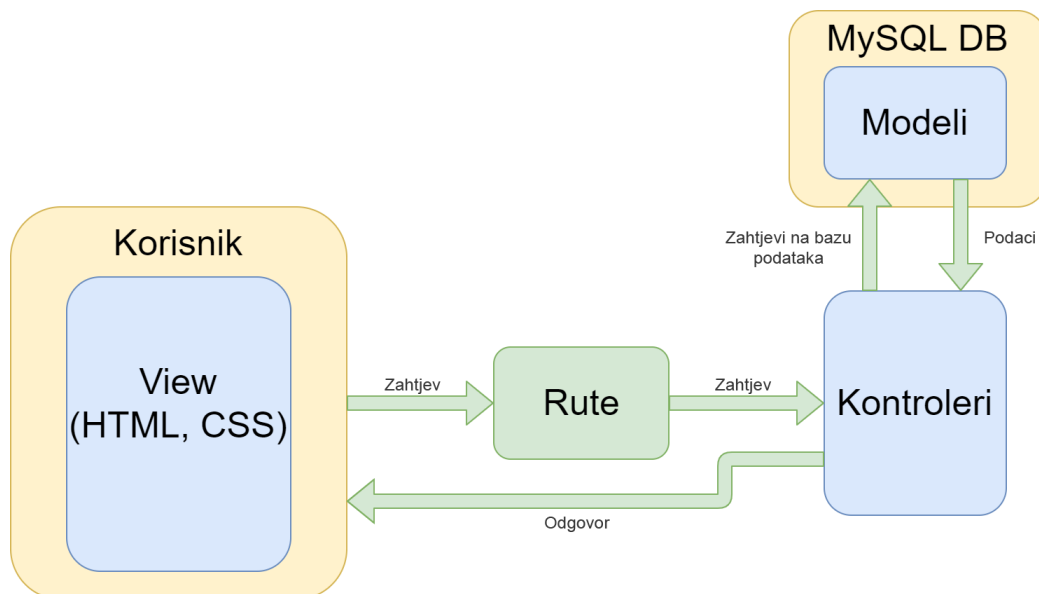 MySQL DB
Modeli
Zahtjevi na bazu
podataka
Podaci
Korisnik
View
(HTML, CSS)
Zahtjev
Rute
Zahtjev
Kontroleri
Odgovor